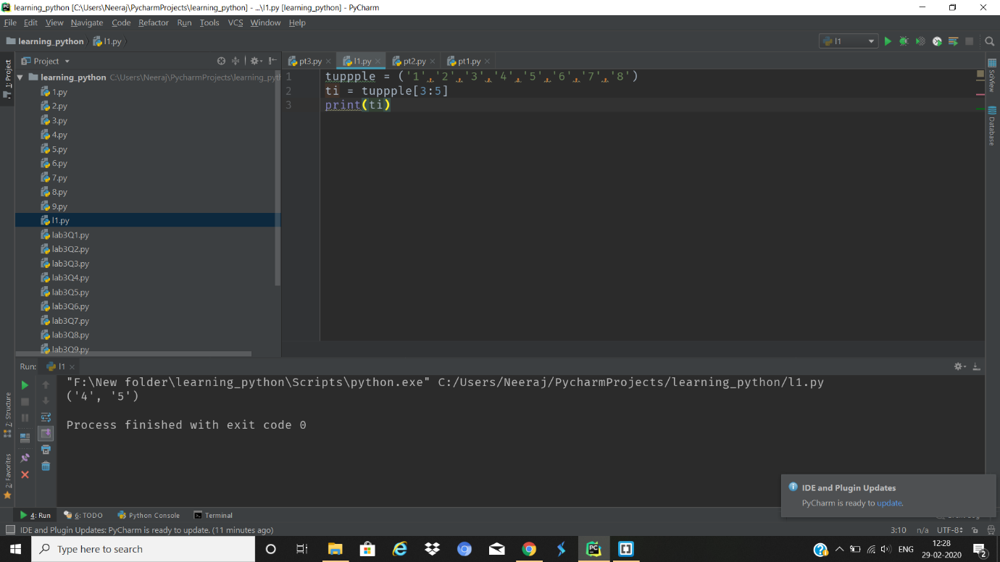 learning_python [C:\Users\Neeraj\PycharmProjects\learning_python] - ...\l1.py [learning_python] - PyCharm
File Edit View Navigate Code Refactor Run Tools VCS Window Help
learning_python l1.py
l1
1: Project
Project
pt3.py l1.py pt2.py pt1.py
learning_python C:\Users\Neeraj\PycharmProjects\learning_pyth
1.py
2.py
3.py
4.py
5.py
6.py
7.py
8.py
9.py
l1.py
lab3Q1.py
lab3Q2.py
lab3Q3.py
lab3Q4.py
lab3Q5.py
lab3Q6.py
lab3Q7.py
lab3Q8.py
lab3Q9.py
1 tuppple = ('1','2','3','4','5','6','7','8')
2 ti = tuppple[3:5]
3 print(ti)
SciView
Database
Run: l1
"F:\New folder\learning_python\Scripts\python.exe" C:/Users/Neeraj/PycharmProjects/learning_python/l1.py
('4', '5')
Process finished with exit code 0
7: Structure
2: Favorites
IDE and Plugin Updates
PyCharm is ready to update.
4: Run 6: TODO Python Console Terminal
IDE and Plugin Updates: PyCharm is ready to update. (11 minutes ago) 3:10 n/a UTF-8
Type here to search
ENG
12:28
29-02-2020
2